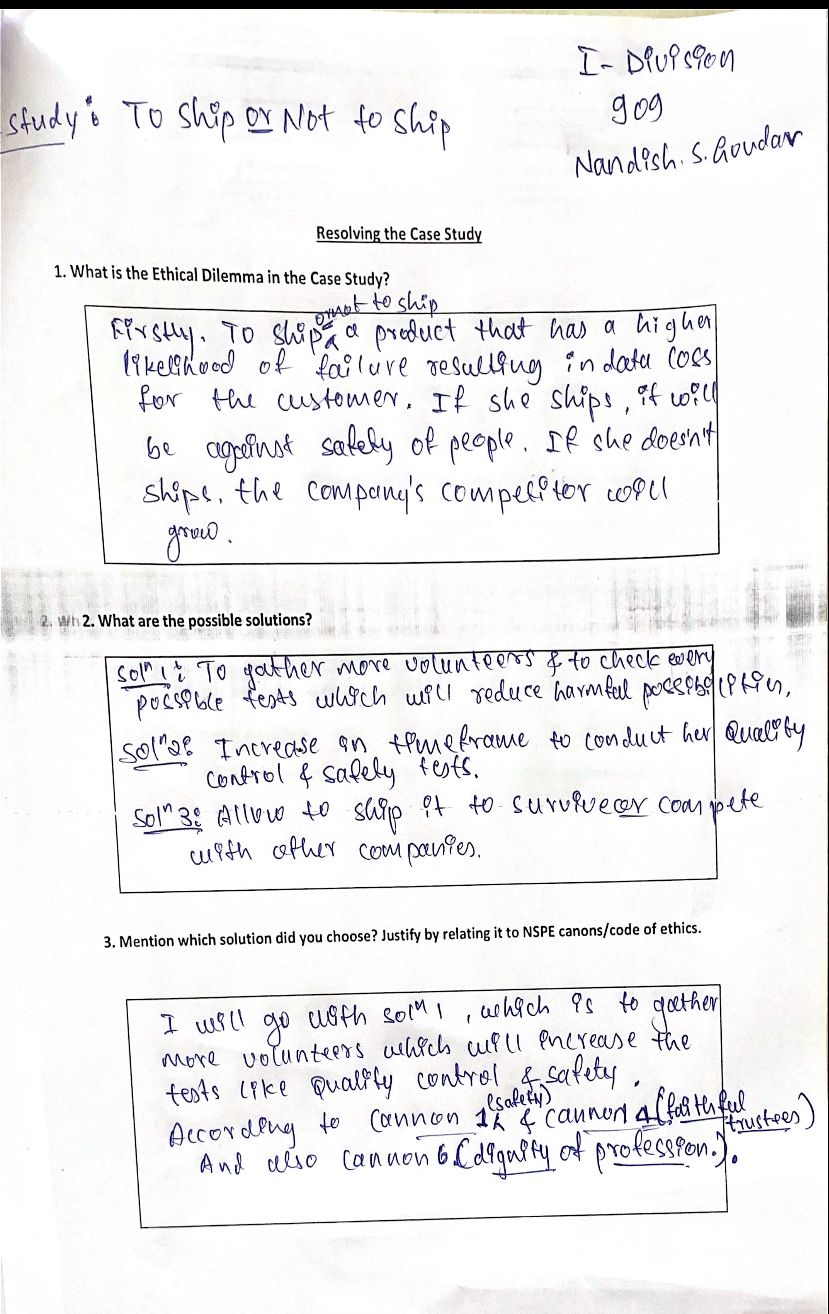 I - Division
909
Nandish. S. Goudar
study: To ship or Not to ship
Resolving the Case Study
1. What is the Ethical Dilemma in the Case Study?
or not to ship
Firstly, To ship a product that has a higher
likelihood of failure resulting in data loss
for the customer. If she ships, it will
be against safety of people. If she doesn't
ships, the company's competitor will
grow.
2. Wh 2. What are the possible solutions?
Solⁿ 1: To gather more volunteers & to check every
possible tests which will reduce harmful possibilities,
Solⁿ 2: Increase in timeframe to conduct her Quality
control & safety tests.
Solⁿ 3: Allow to ship it to survive or compete
with other companies.
3. Mention which solution did you choose? Justify by relating it to NSPE canons/code of ethics.
I will go with solⁿ 1, which is to gather
more volunteers which will increase the
tests like Quality control & safety.
According to Cannon 1 (safety) & cannon 4 (faithful trustees)
And also Cannon 6 (dignity of profession.).